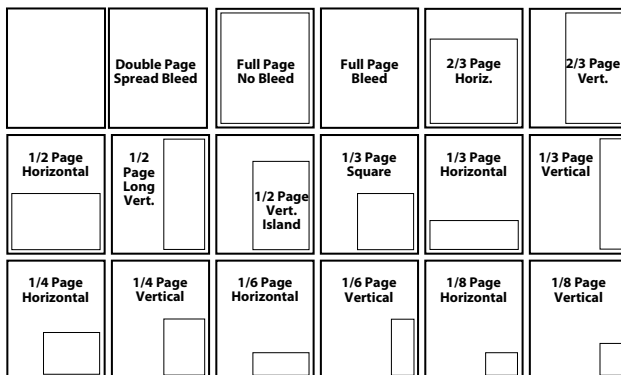 Double Page
Spread Bleed
Full Page
No Bleed
Full Page
Bleed
2/3 Page
Horiz.
2/3 Page
Vert.
1/2 Page
Horizontal
1/2
Page
Long
Vert.
1/2 Page
Vert.
Island
1/3 Page
Square
1/3 Page
Horizontal
1/3 Page
Vertical
1/4 Page
Horizontal
1/4 Page
Vertical
1/6 Page
Horizontal
1/6 Page
Vertical
1/8 Page
Horizontal
1/8 Page
Vertical